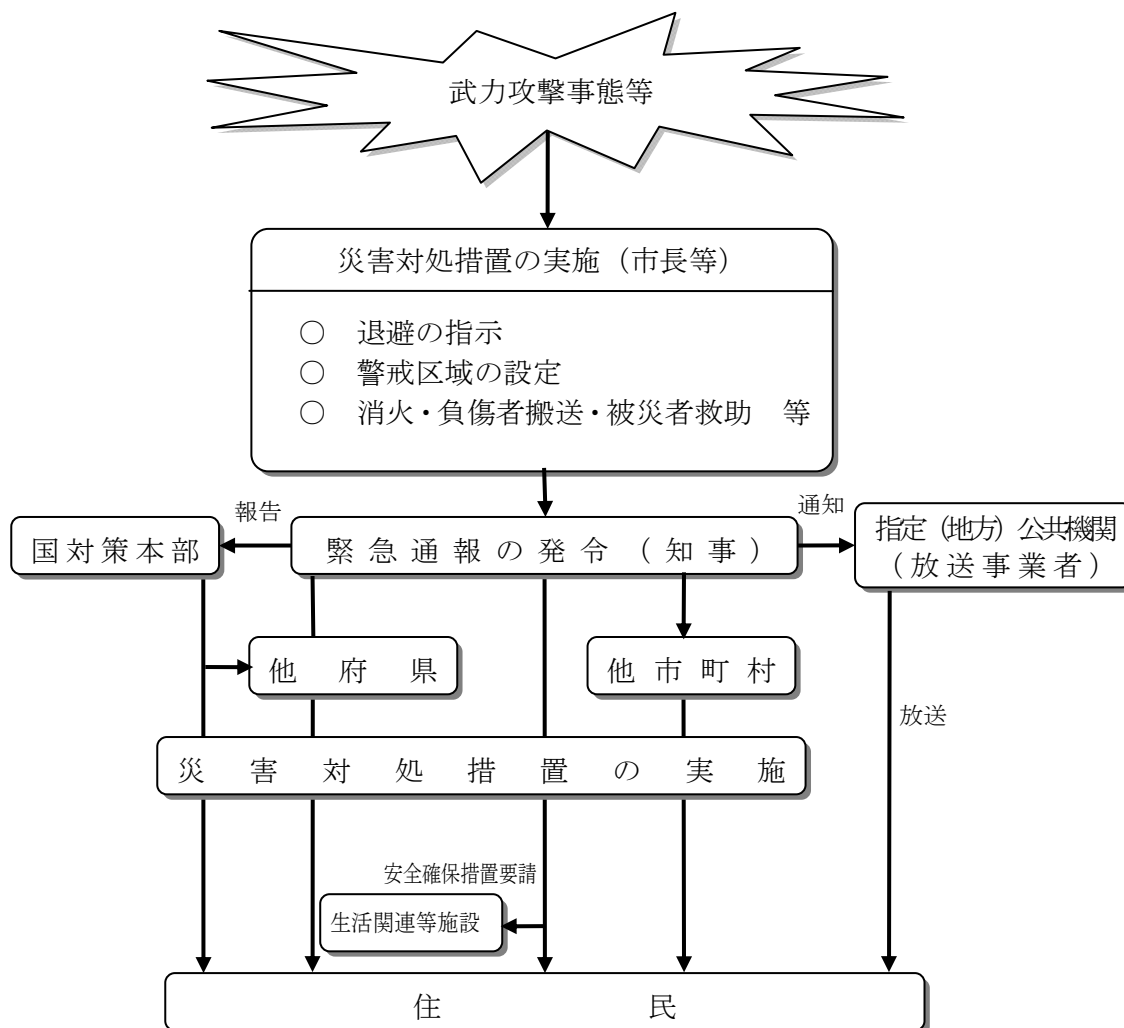 武力攻撃事態等
災害対処措置の実施（市長等）
○　退避の指示
○　警戒区域の設定
○　消火・負傷者搬送・被災者救助　等
報告
通知
国対策本部
緊急通報の発令（知事）
指定（地方）公共機関
（放送事業者）
他府県
他市町村
放送
災害対処措置の実施
安全確保措置要請
生活関連等施設
住民